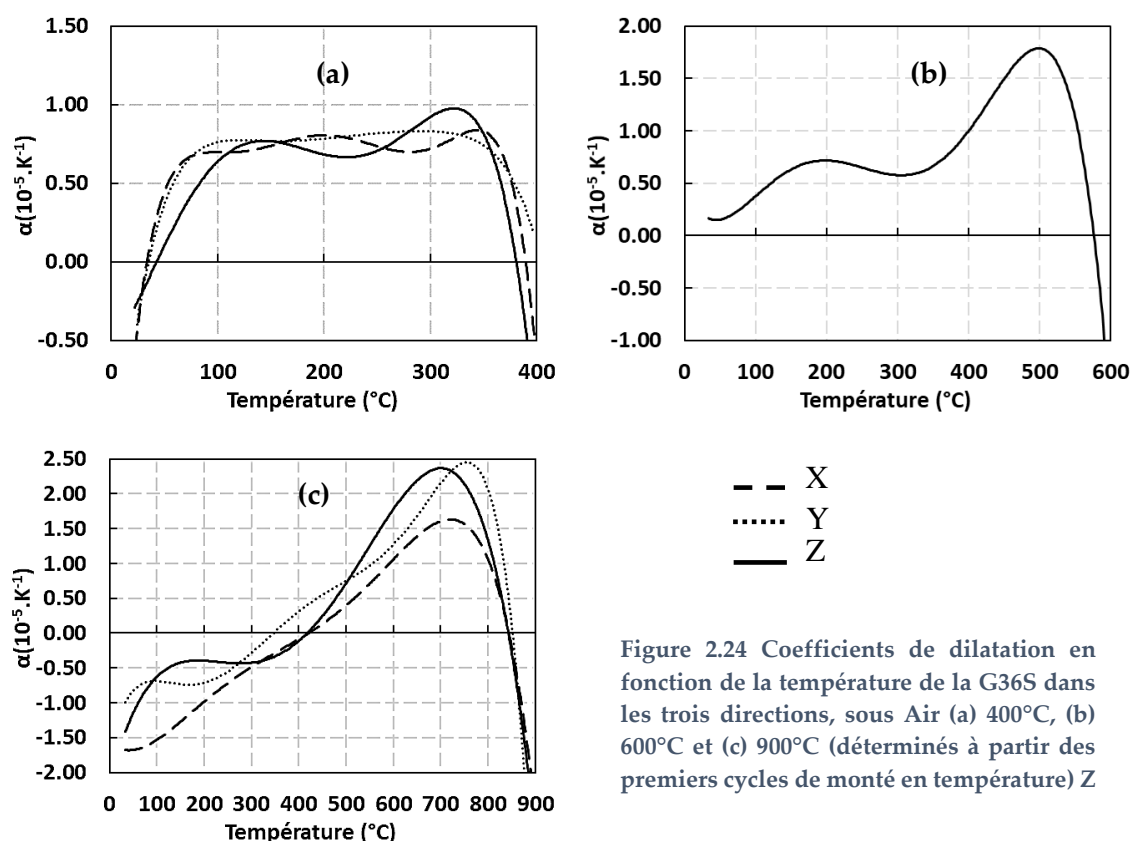 1.50
1.00
0.50
0.00
-0.50
α(10⁻⁵.K⁻¹)
(a)
0 100 200 300 400
Température (°C)
2.00
1.50
1.00
0.50
0.00
-0.50
-1.00
α(10⁻⁵.K⁻¹)
(b)
0 100 200 300 400 500 600
Température (°C)
2.50
2.00
1.50
1.00
0.50
0.00
-0.50
-1.00
-1.50
-2.00
α(10⁻⁵.K⁻¹)
(c)
0 100 200 300 400 500 600 700 800 900
Température (°C)
X
Y
Z
Figure 2.24 Coefficients de dilatation en
fonction de la température de la G36S dans
les trois directions, sous Air (a) 400°C, (b)
600°C et (c) 900°C (déterminés à partir des
premiers cycles de monté en température) Z